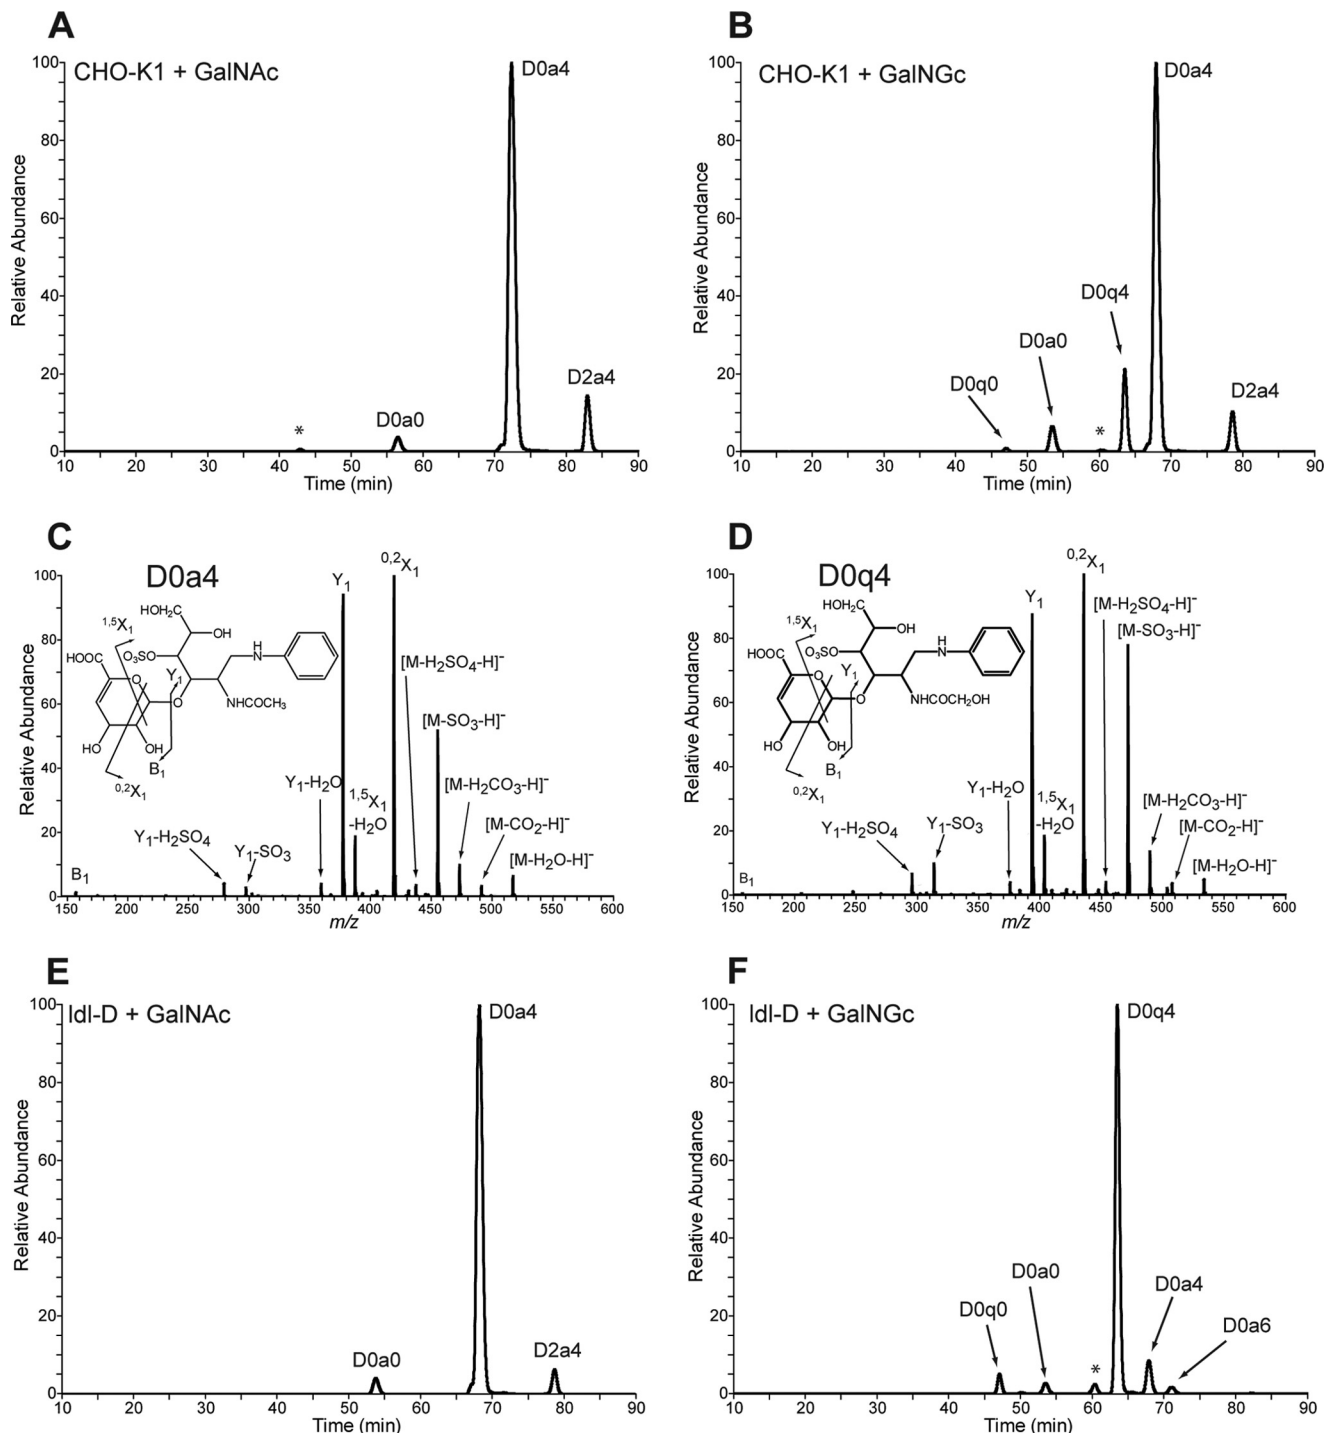 A
CHO-K1 + GalNAc
D0a4
D0a0
D2a4
*
Relative Abundance
100
80
60
40
20
0
10 20 30 40 50 60 70 80 90
Time (min)
B
CHO-K1 + GalNGc
D0a4
D0q4
D0a0
D0q0
*
D2a4
Relative Abundance
100
80
60
40
20
0
10 20 30 40 50 60 70 80 90
Time (min)
C
D0a4
0,2X1
Y1
1,5X1
HOH2C
OH
O3SO
H
N
HOOC
O
Y1
O
NHCOCH3
HO
OH
B1
0,2X1
[M-H2SO4-H]-
[M-SO3-H]-
Y1-H2O
1,5X1
-H2O
[M-H2CO3-H]-
[M-CO2-H]-
[M-H2O-H]-
Y1-H2SO4
Y1-SO3
B1
Relative Abundance
100
80
60
40
20
0
150 200 250 300 350 400 450 500 550 600
m/z
D
D0q4
0,2X1
Y1
1,5X1
HOH2C
OH
O3SO
H
N
HOOC
O
Y1
O
NHCOCH2OH
HO
OH
B1
0,2X1
[M-H2SO4-H]-
[M-SO3-H]-
Y1-H2O
1,5X1
-H2O
[M-H2CO3-H]-
[M-CO2-H]-
[M-H2O-H]-
Y1-H2SO4
Y1-SO3
B1
Relative Abundance
100
80
60
40
20
0
150 200 250 300 350 400 450 500 550 600
m/z
E
ldl-D + GalNAc
D0a4
D0a0
D2a4
Relative Abundance
100
80
60
40
20
0
10 20 30 40 50 60 70 80 90
Time (min)
F
ldl-D + GalNGc
D0q4
D0a0
D0q0
*
D0a4
D0a6
Relative Abundance
100
80
60
40
20
0
10 20 30 40 50 60 70 80 90
Time (min)